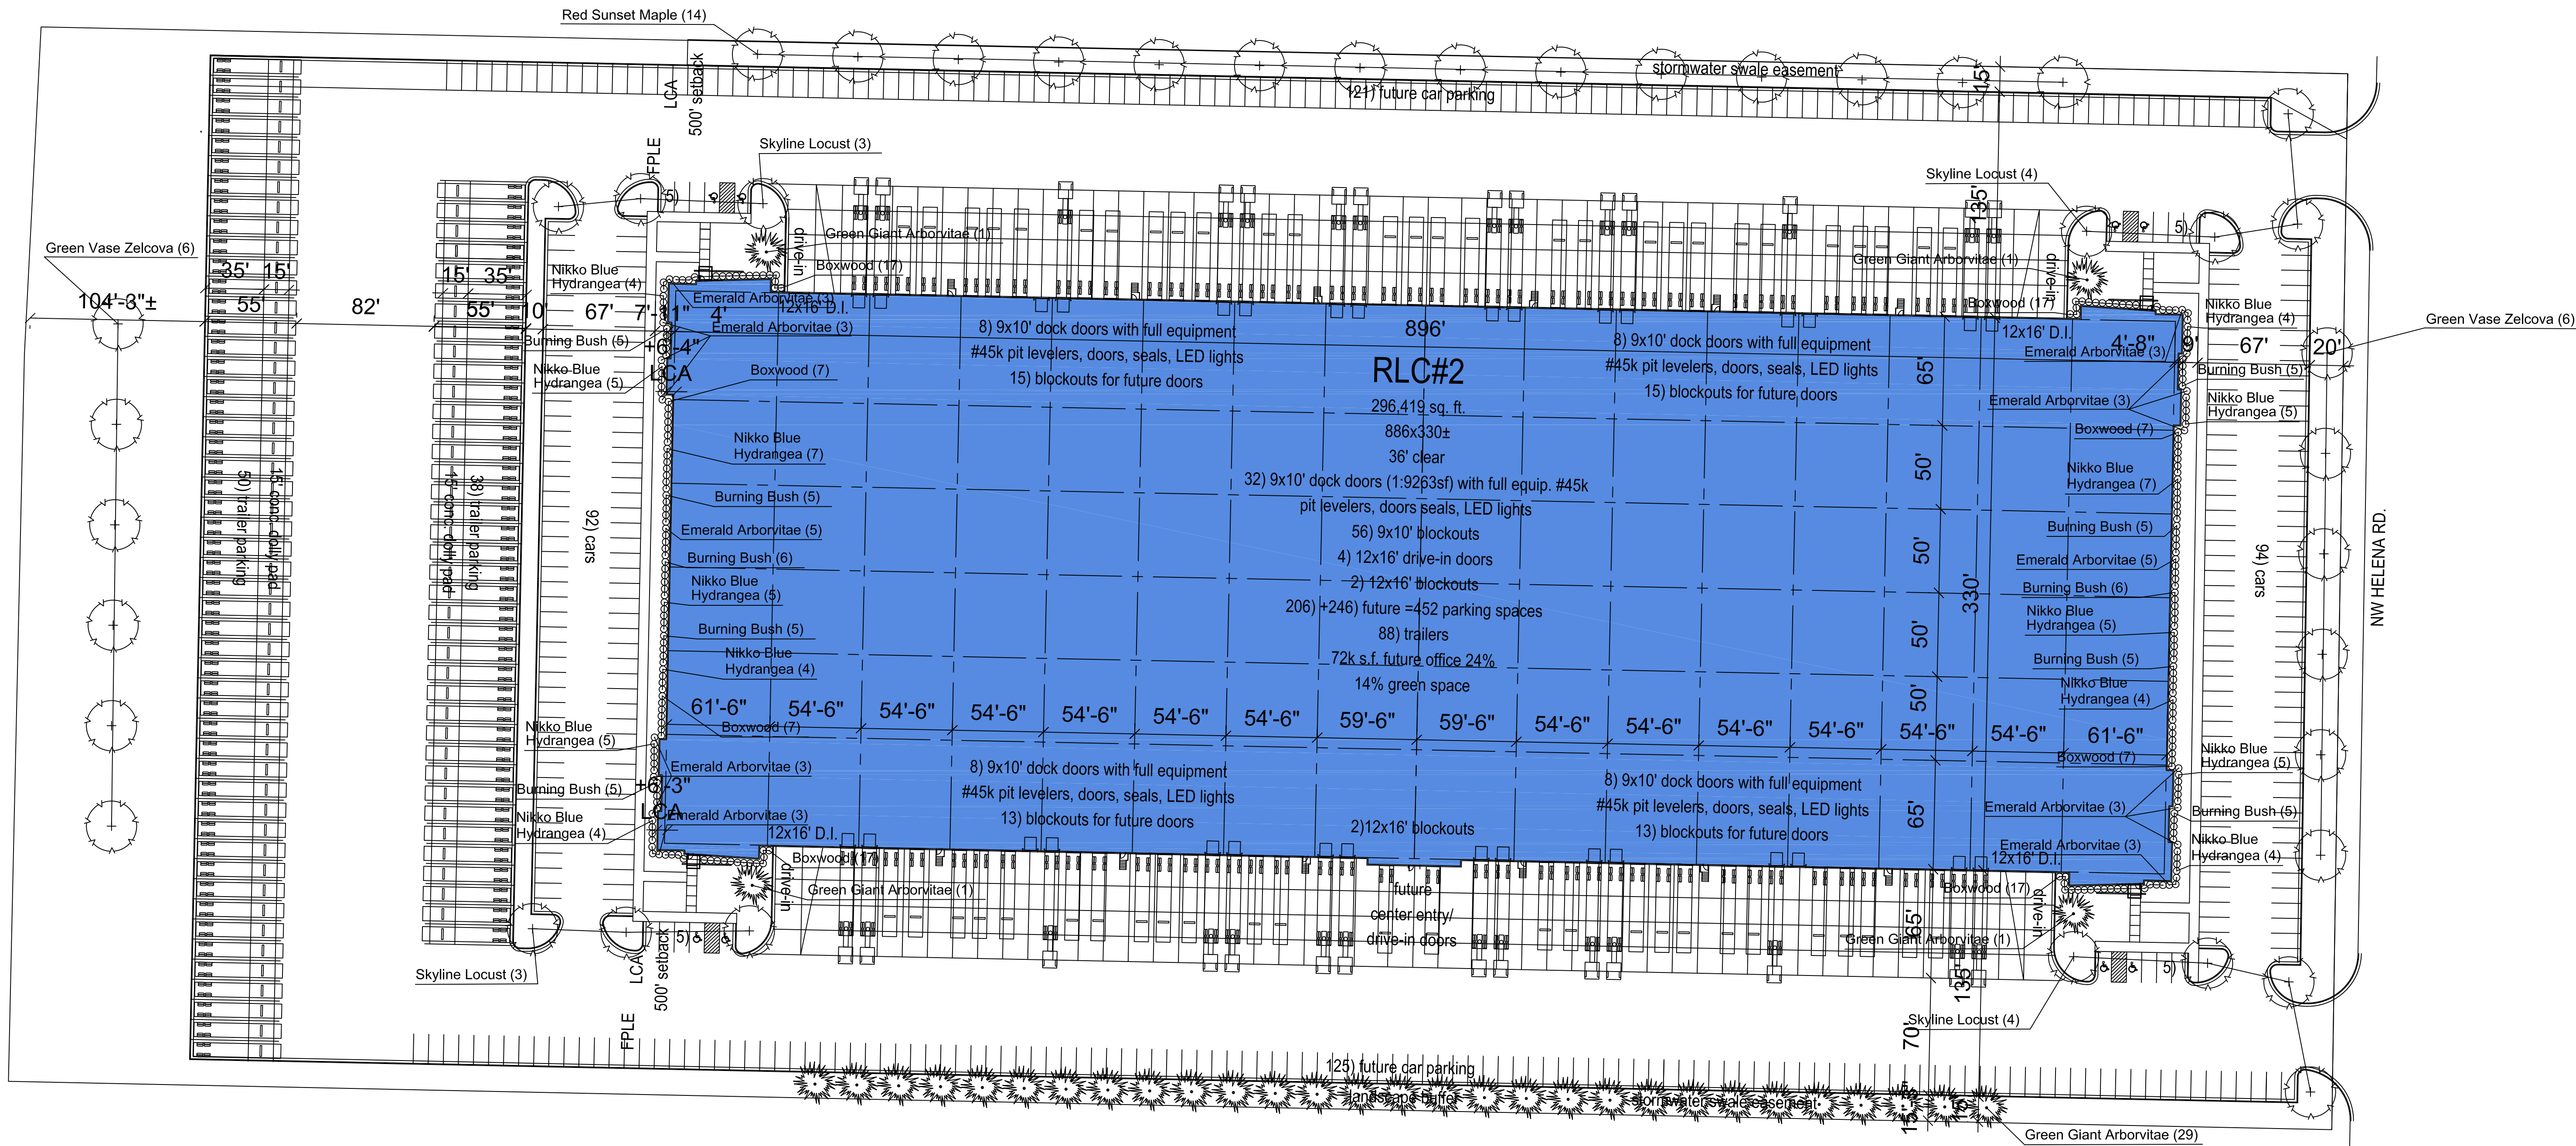 Red Sunset Maple (14)
stormwater swale easement
15'
121) future car parking
LCA
500' setback
FPLE
Skyline Locust (3)
Skyline Locust (4)
5)
5)
135'
Green Vase Zelcova (6)
Green Giant Arborvitae (1)
drive-in
Boxwood (17)
Green Giant Arborvitae (1)
drive-in
Boxwood (17)
35'
15'
15'
35'
Nikko Blue
Hydrangea (4)
104'-3"±
55'
82'
55'
10'
67'
7'-11"
4'
Emerald Arborvitae (3)
12x16' D.I.
Emerald Arborvitae (3)
Burning Bush (5)
+6'-4"
LCA
Nikko Blue
Hydrangea (5)
Boxwood (7)
8) 9x10' dock doors with full equipment
#45k pit levelers, doors, seals, LED lights
15) blockouts for future doors
896'
RLC#2
296,419 sq. ft.
886x330±
36' clear
32) 9x10' dock doors (1:9263sf) with full equip. #45k
pit levelers, doors seals, LED lights
56) 9x10' blockouts
4) 12x16' drive-in doors
2) 12x16' blockouts
206) +246) future =452 parking spaces
88) trailers
72k s.f. future office 24%
14% green space
8) 9x10' dock doors with full equipment
#45k pit levelers, doors, seals, LED lights
15) blockouts for future doors
65'
12x16' D.I.
4'-8"
9'
67'
20'
Nikko Blue
Hydrangea (4)
Green Vase Zelcova (6)
Emerald Arborvitae (3)
Burning Bush (5)
Emerald Arborvitae (3)
Nikko Blue
Hydrangea (5)
Boxwood (7)
Nikko Blue
Hydrangea (7)
Burning Bush (5)
Emerald Arborvitae (5)
Burning Bush (6)
Nikko Blue
Hydrangea (5)
Burning Bush (5)
Nikko Blue
Hydrangea (4)
50) trailer parking
15' conc. dolly pad
15' conc. dolly pad
38) trailer parking
92) cars
50'
50'
50'
50'
330'
Nikko Blue
Hydrangea (7)
Burning Bush (5)
Emerald Arborvitae (5)
Burning Bush (6)
Nikko Blue
Hydrangea (5)
Burning Bush (5)
Nikko Blue
Hydrangea (4)
94) cars
NW HELENA RD.
61'-6"
54'-6"
54'-6"
54'-6"
54'-6"
54'-6"
54'-6"
59'-6"
59'-6"
54'-6"
54'-6"
54'-6"
54'-6"
54'-6"
54'-6"
61'-6"
Boxwood (7)
Boxwood (7)
Nikko Blue
Hydrangea (5)
Emerald Arborvitae (3)
Burning Bush (5)
+6'-3"
LCA
Nikko Blue
Hydrangea (4)
Emerald Arborvitae (3)
12x16' D.I.
8) 9x10' dock doors with full equipment
#45k pit levelers, doors, seals, LED lights
13) blockouts for future doors
2)12x16' blockouts
8) 9x10' dock doors with full equipment
#45k pit levelers, doors, seals, LED lights
13) blockouts for future doors
65'
Nikko Blue
Hydrangea (5)
Emerald Arborvitae (3)
Burning Bush (5)
Emerald Arborvitae (3)
12x16' D.I.
Nikko Blue
Hydrangea (4)
Boxwood (17)
drive-in
Green Giant Arborvitae (1)
future
center entry/
drive-in doors
Boxwood (17)
drive-in
65'
Green Giant Arborvitae (1)
5)
5)
LCA
500' setback
FPLE
Skyline Locust (3)
135'
Skyline Locust (4)
70'
125) future car parking
landscape buffer
stormwater swale easement
15'
Green Giant Arborvitae (29)